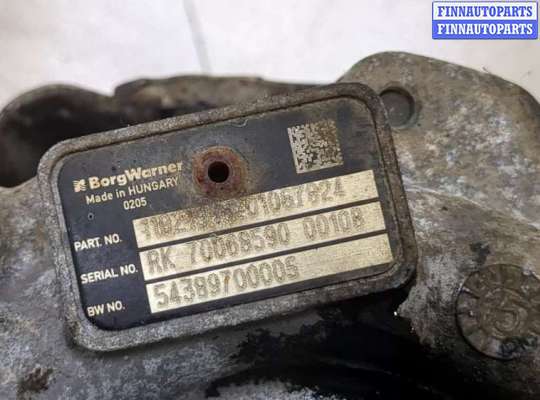 FINNAUTOPARTS
FINNAUTOPARTS
BorgWarner
Made in HUNGARY
0205
PART. NO.
SERIAL NO. RK 70068590 00108
BW NO. 54389700005